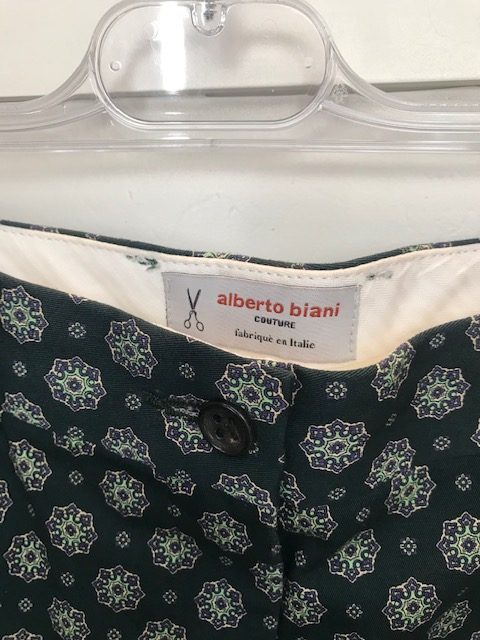 alberto biani
COUTURE
fabriqué en Italie